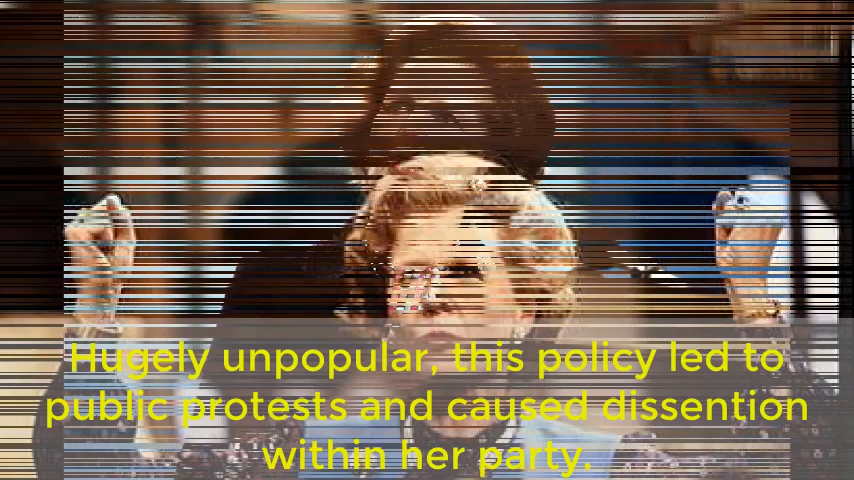 Hugely unpopular, this policy led to
public protests and caused dissention
within her party.